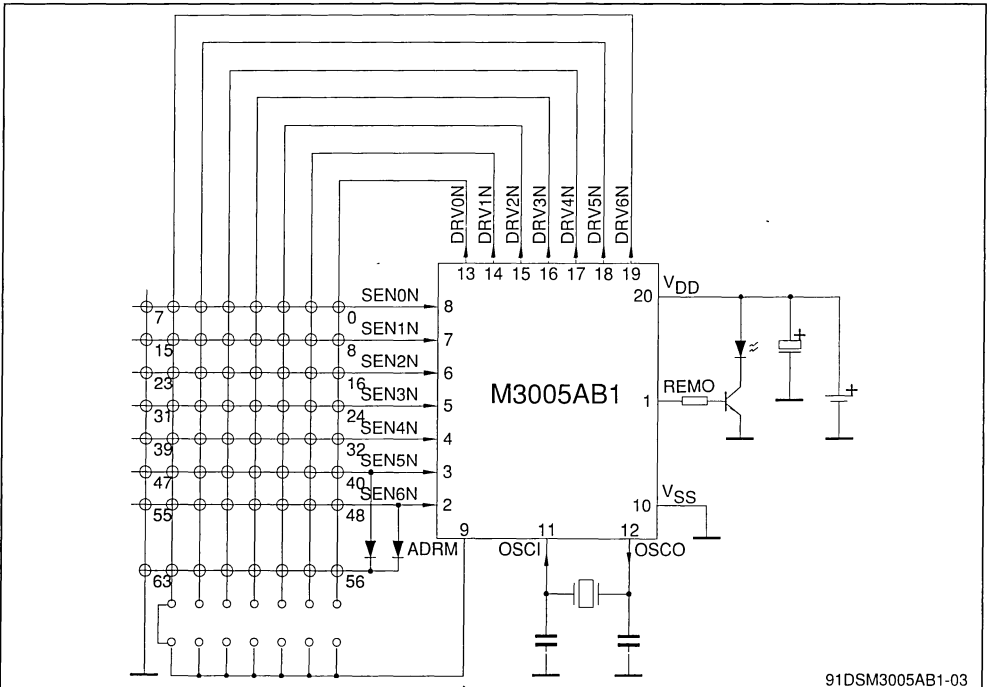 DRV0N
DRV1N
DRV2N
DRV3N
DRV4N
DRV5N
DRV6N
13 14 15 16 17 18 19
SEN0N
8
7
0
SEN1N
7
15
8
SEN2N
6
23
16
SEN3N
5
31
24
SEN4N
4
39
32
SEN5N
3
47
40
SEN6N
2
55
48
63
56
M3005AB1
20
VDD
+
+
REMO
1
10
VSS
9
11
12
ADRM
OSCI
OSCO
91DSM3005AB1-03